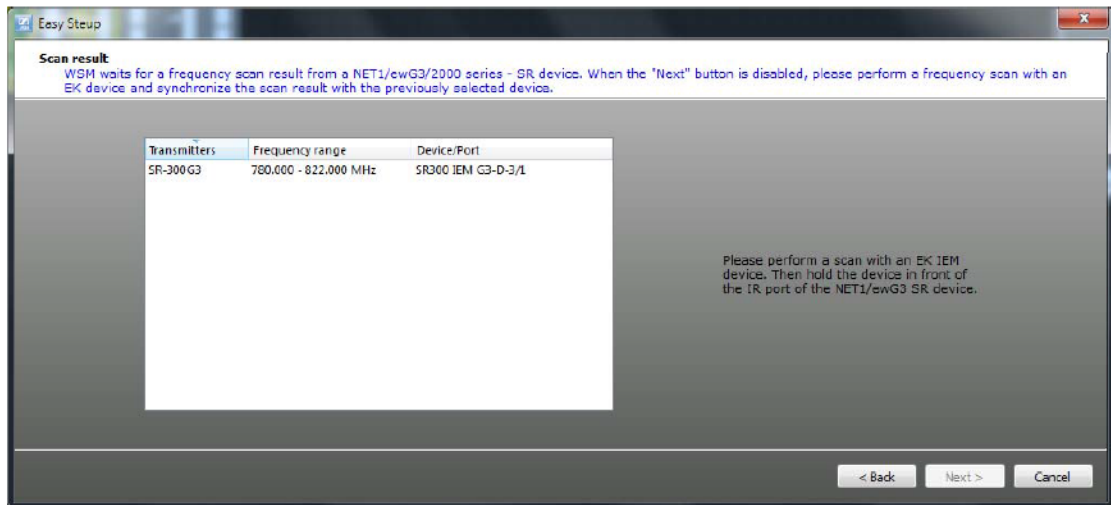 Easy Steup
Scan result
WSM waits for a frequency scan result from a NET1/ewG3/2000 series - SR device. When the "Next" button is disabled, please perform a frequency scan with an
EK device and synchronize the scan result with the previously selected device.
Transmitters Frequency range Device/Port
SR-300G3 780.000 - 822.000 MHz SR300 IEM G3-D-3/1
Please perform a scan with an EK IEM
device. Then hold the device in front of
the IR port of the NET1/ewG3 SR device.
< Back Next > Cancel